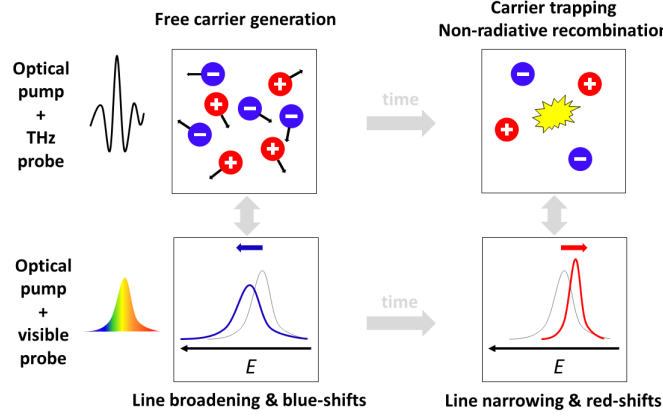 Free carrier generation
Carrier trapping
Non-radiative recombination
Optical
pump
+
THz
probe
time
Optical
pump
+
visible
probe
time
E
E
Line broadening & blue-shifts
Line narrowing & red-shifts